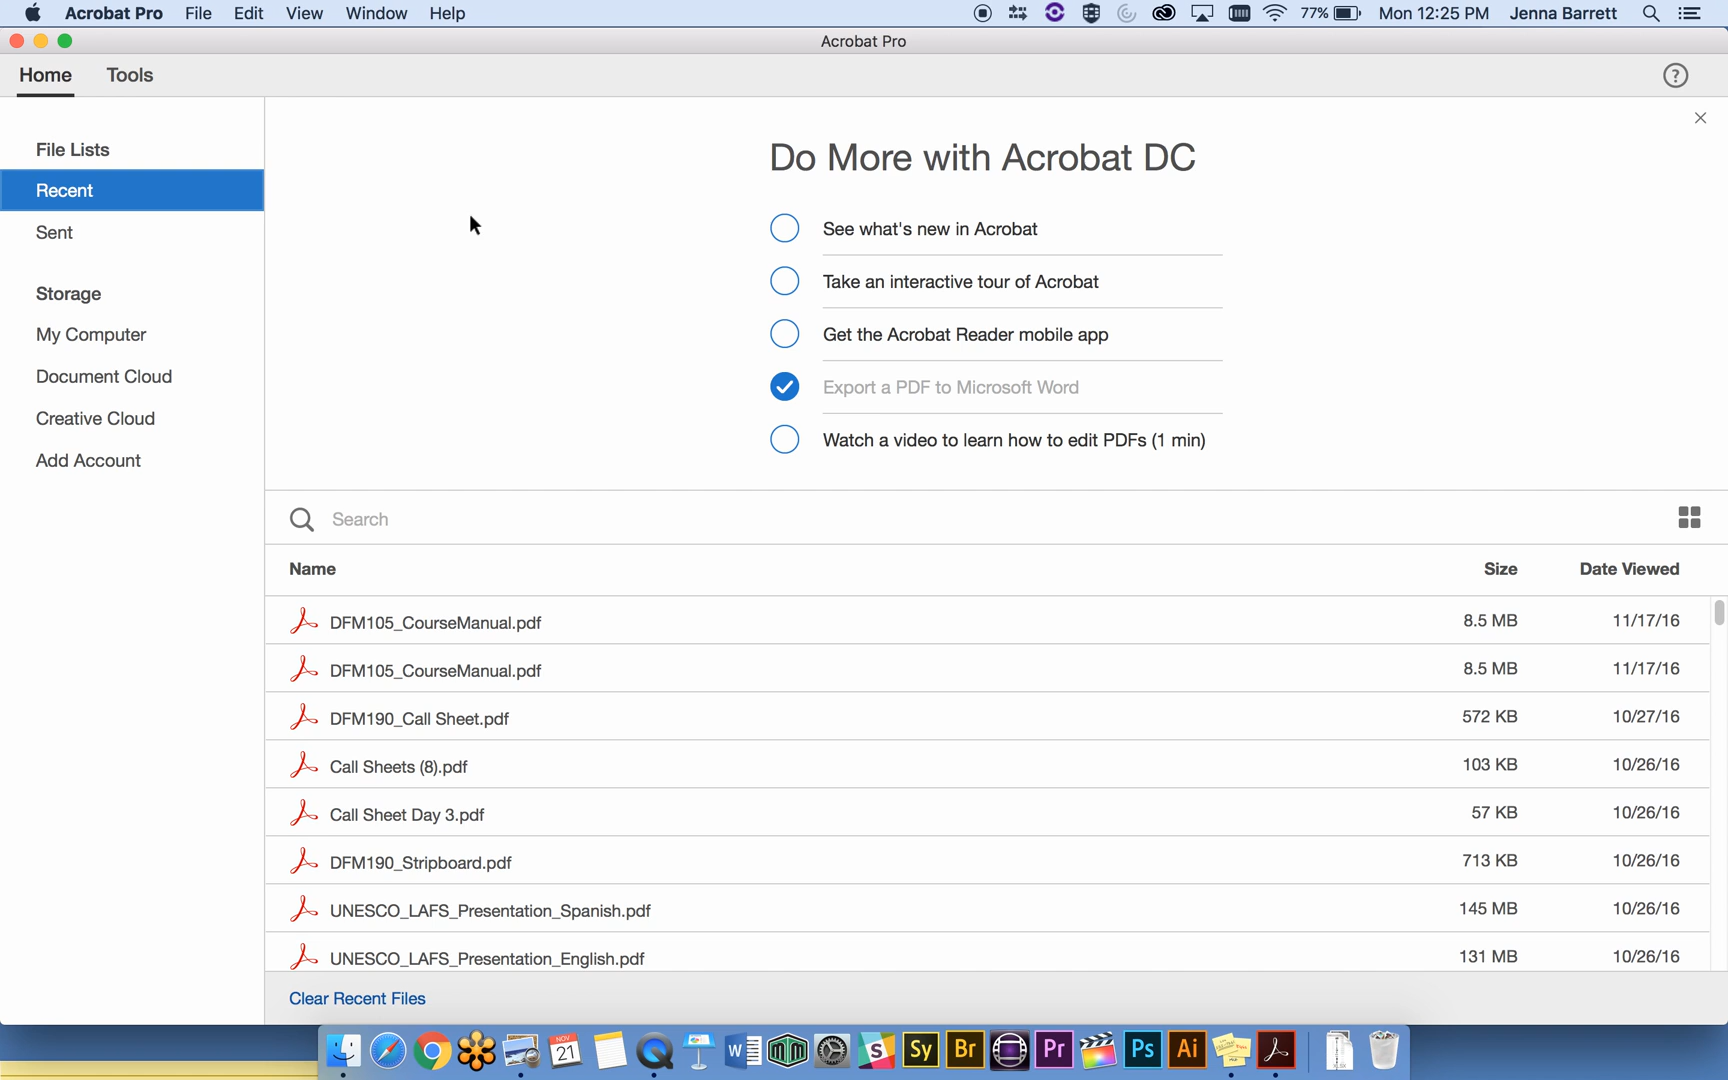 Acrobat Pro File Edit View Window Help 77% Mon 12:25 PM Jenna Barrett
Acrobat Pro
Home Tools ?
File Lists
Recent
Sent
Storage
My Computer
Document Cloud
Creative Cloud
Add Account
Do More with Acrobat DC
See what's new in Acrobat
Take an interactive tour of Acrobat
Get the Acrobat Reader mobile app
Export a PDF to Microsoft Word
Watch a video to learn how to edit PDFs (1 min)
Search
Name Size Date Viewed
DFM105_CourseManual.pdf 8.5 MB 11/17/16
DFM105_CourseManual.pdf 8.5 MB 11/17/16
DFM190_Call Sheet.pdf 572 KB 10/27/16
Call Sheets (8).pdf 103 KB 10/26/16
Call Sheet Day 3.pdf 57 KB 10/26/16
DFM190_Stripboard.pdf 713 KB 10/26/16
UNESCO_LAFS_Presentation_Spanish.pdf 145 MB 10/26/16
UNESCO_LAFS_Presentation_English.pdf 131 MB 10/26/16
Clear Recent Files
NOV 21 W S Sy Br Pr Ps Ai